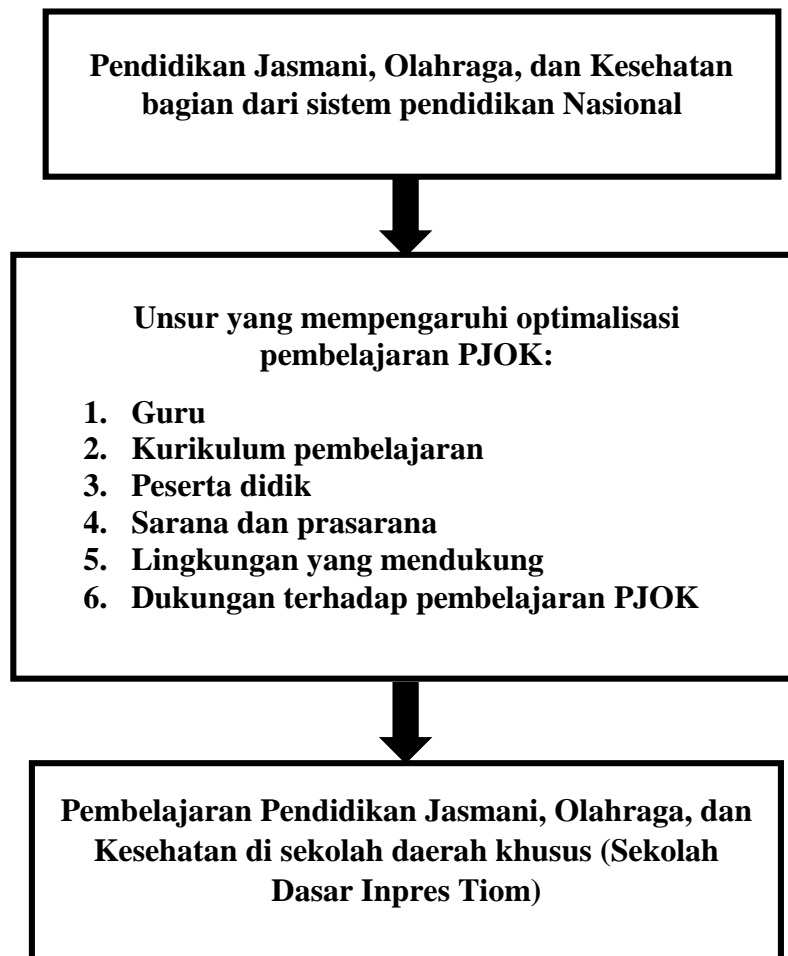 Pendidikan Jasmani, Olahraga, dan Kesehatan
bagian dari sistem pendidikan Nasional
Unsur yang mempengaruhi optimalisasi
pembelajaran PJOK:
1. Guru
2. Kurikulum pembelajaran
3. Peserta didik
4. Sarana dan prasarana
5. Lingkungan yang mendukung
6. Dukungan terhadap pembelajaran PJOK
Pembelajaran Pendidikan Jasmani, Olahraga, dan
Kesehatan di sekolah daerah khusus (Sekolah
Dasar Inpres Tiom)